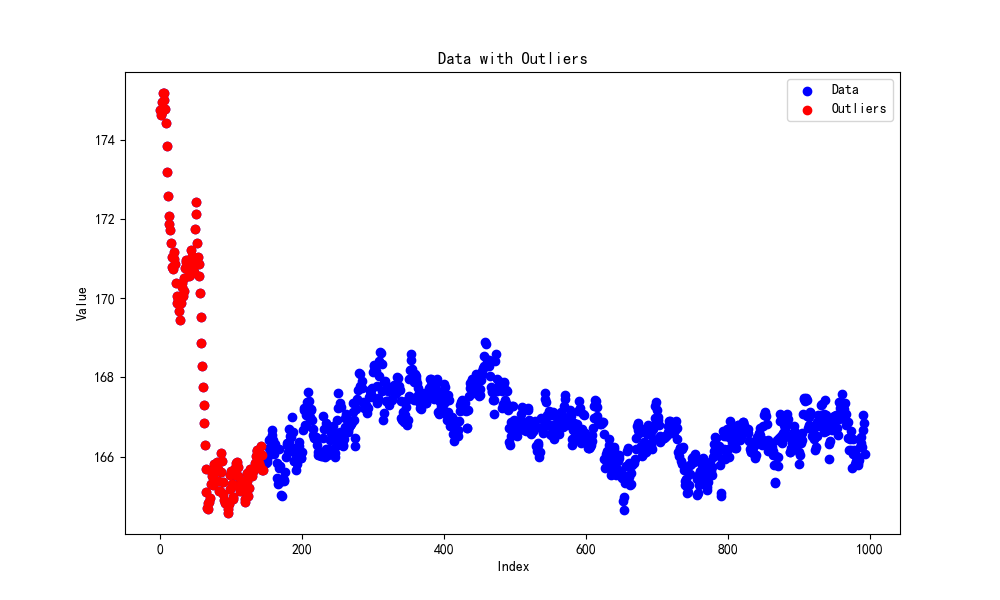 Data with Outliers
Data
Outliers
174
172
170
168
166
Value
0 200 400 600 800 1000
Index